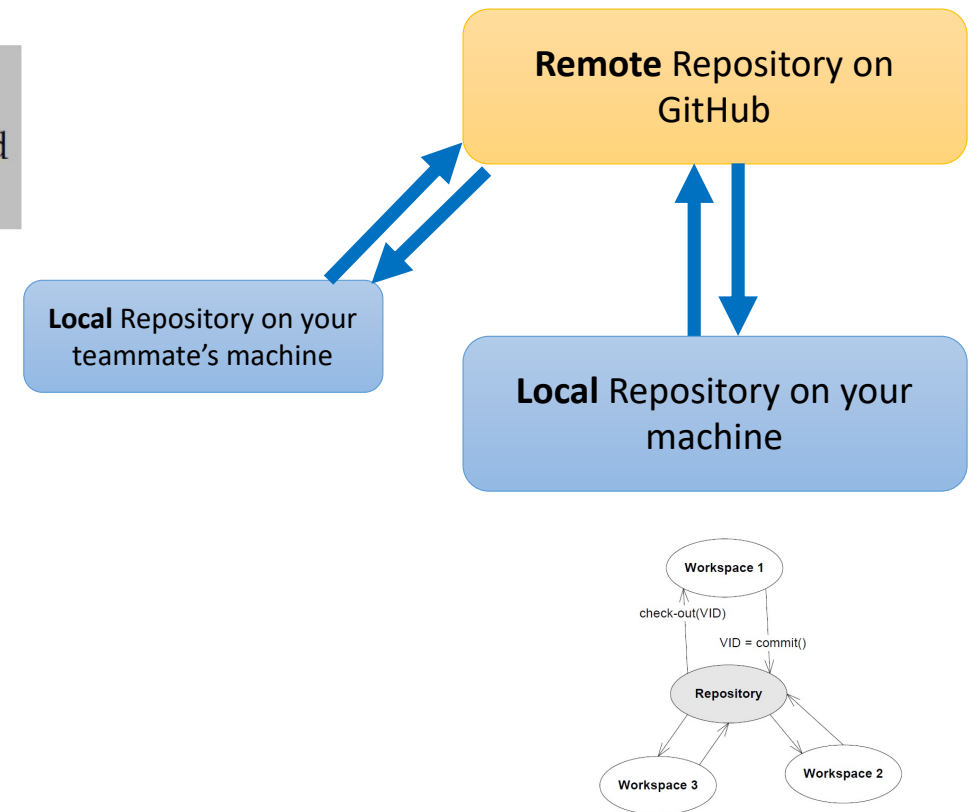 Remote Repository on
GitHub
Local Repository on your
teammate’s machine
Local Repository on your
machine
Workspace 1
check-out(VID)
VID = commit()
Repository
Workspace 3
Workspace 2